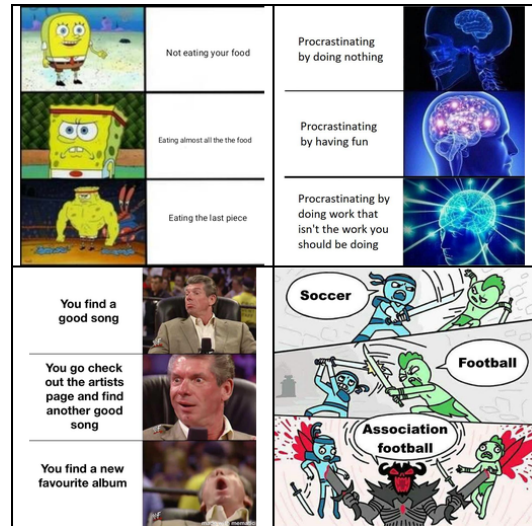 Not eating your food
Eating almost all the the food
Eating the last piece
Procrastinating
by doing nothing
Procrastinating
by having fun
Procrastinating by
doing work that
isn't the work you
should be doing
You find a
good song
You go check
out the artists
page and find
another good
song
You find a new
favourite album
Soccer
Football
Association
football